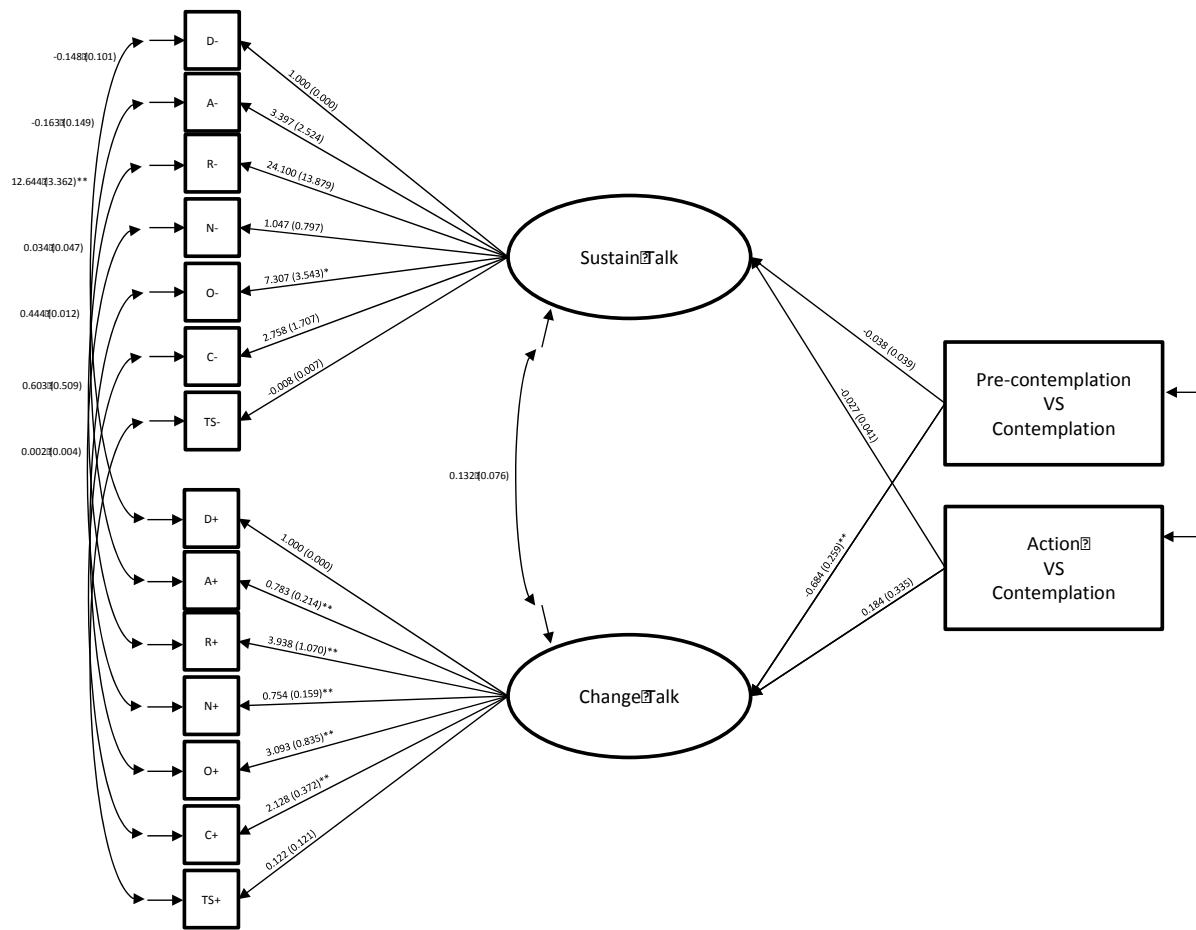 D-
-0.148 (0.101)
1.000 (0.000)
A-
-0.163 (0.149)
3.397 (2.524)
R-
12.644 (3.362)**
24.100 (13.879)
N-
0.034 (0.047)
1.047 (0.797)
O-
0.444 (0.012)
7.307 (3.543)*
C-
0.603 (0.509)
2.758 (1.707)
TS-
0.002 (0.004)
-0.008 (0.007)
Sustain Talk
0.132 (0.076)
-0.038 (0.039)
-0.027 (0.041)
Pre-contemplation
VS
Contemplation
Action
VS
Contemplation
-0.684 (0.259)**
0.184 (0.335)
Change Talk
D+
1.000 (0.000)
A+
0.783 (0.214)**
R+
3.938 (1.070)**
N+
0.754 (0.159)**
O+
3.093 (0.835)**
C+
2.128 (0.372)**
TS+
0.122 (0.121)